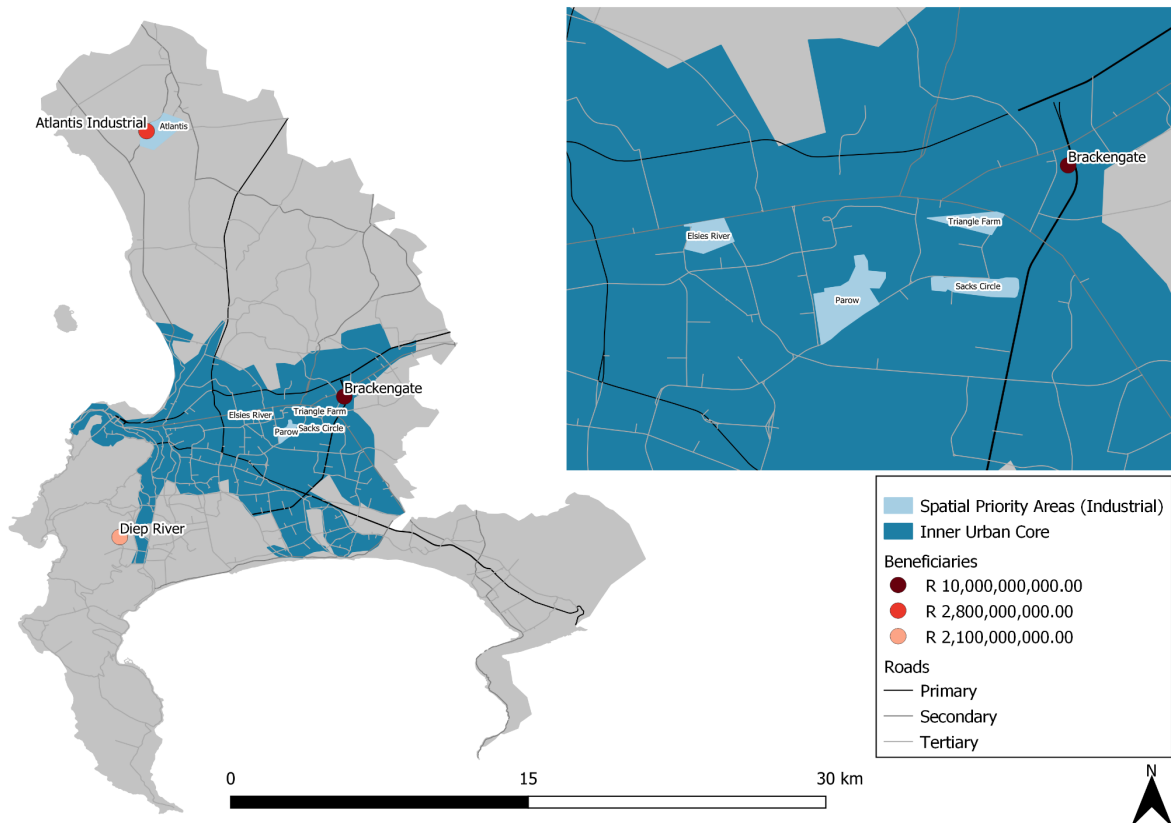 Atlantis Industrial
Atlantis
Brackengate
Elsies River
Triangle Farm
Parow
Sacks Circle
Diep River
0
15
30 km
Brackengate
Triangle Farm
Elsies River
Sacks Circle
Parow
Spatial Priority Areas (Industrial)
Inner Urban Core
Beneficiaries
R 10,000,000,000.00
R 2,800,000,000.00
R 2,100,000,000.00
Roads
Primary
Secondary
Tertiary
N